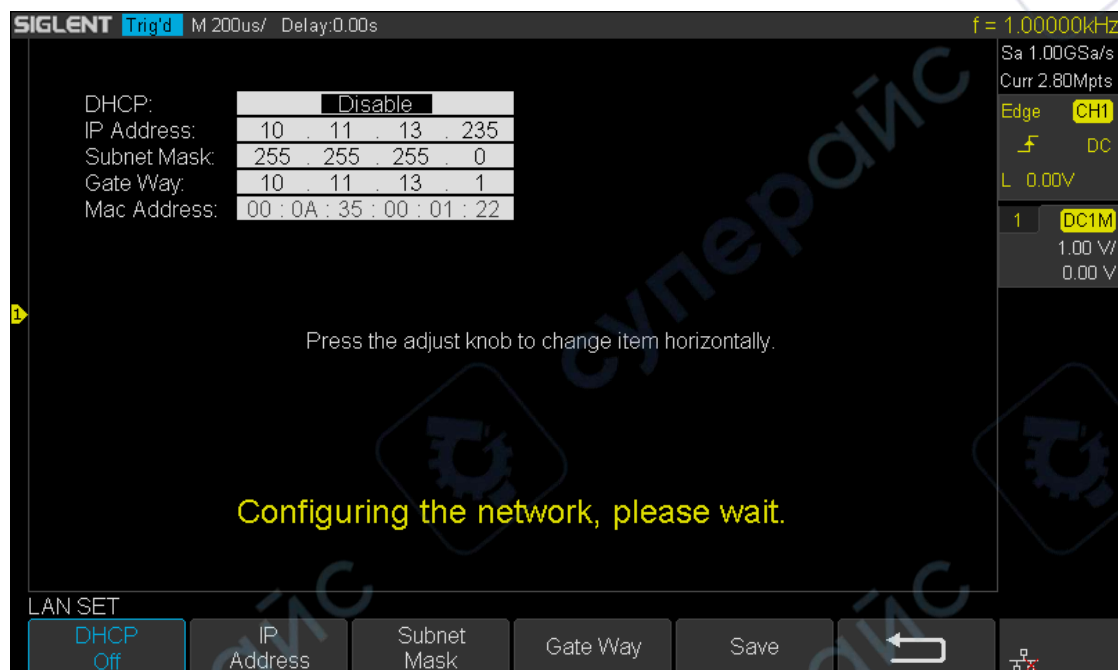 SIGLENT Trig'd M 200us/ Delay:0.00s f = 1.00000kHz
Sa 1.00GSa/s
Curr 2.80Mpts
Edge CH1
DC
L 0.00V
1 DC1M
1.00 V/
0.00 V
DHCP: Disable
IP Address: 10 . 11 . 13 . 235
Subnet Mask: 255 . 255 . 255 . 0
Gate Way: 10 . 11 . 13 . 1
Mac Address: 00 : 0A : 35 : 00 : 01 : 22
1
Press the adjust knob to change item horizontally.
Configuring the network, please wait.
LAN SET
DHCP
Off
IP
Address
Subnet
Mask
Gate Way
Save
суперайс
айс
айс